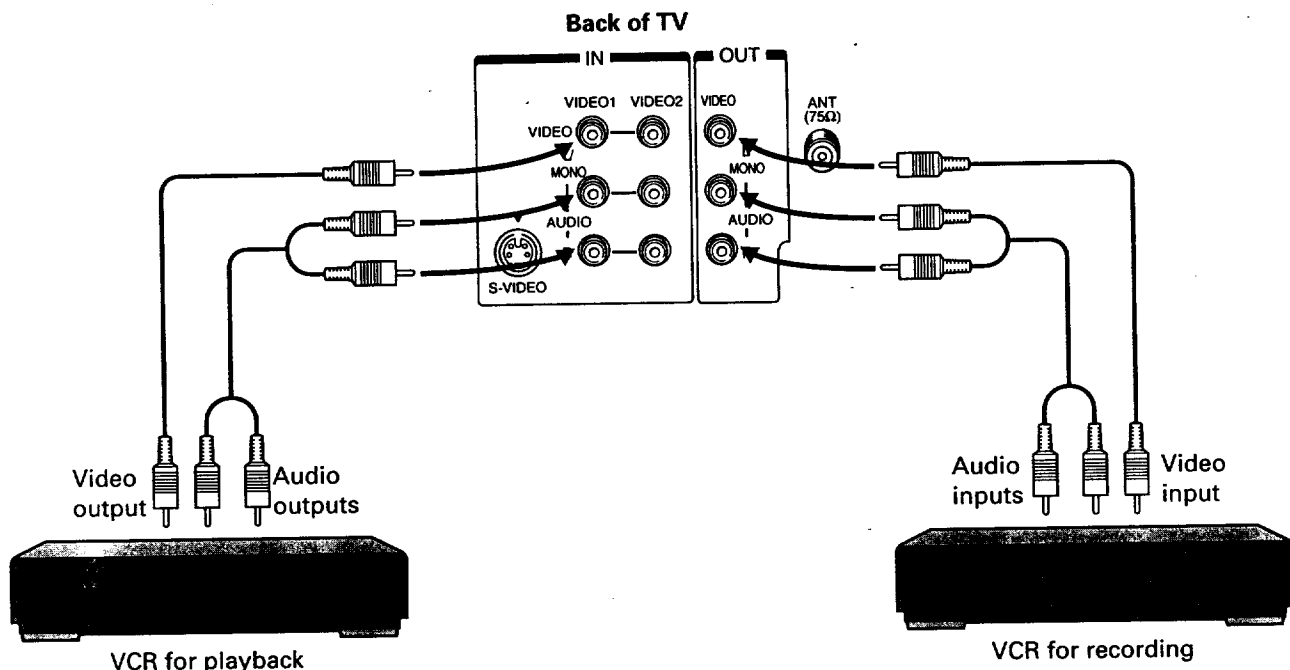 Back of TV
IN
OUT
VIDEO1 VIDEO2
VIDEO
ANT
(75Ω)
VIDEO
L/
MONO
L/
MONO
AUDIO
AUDIO
S-VIDEO
Video
output
Audio
outputs
Audio
inputs
Video
input
VCR for playback
VCR for recording